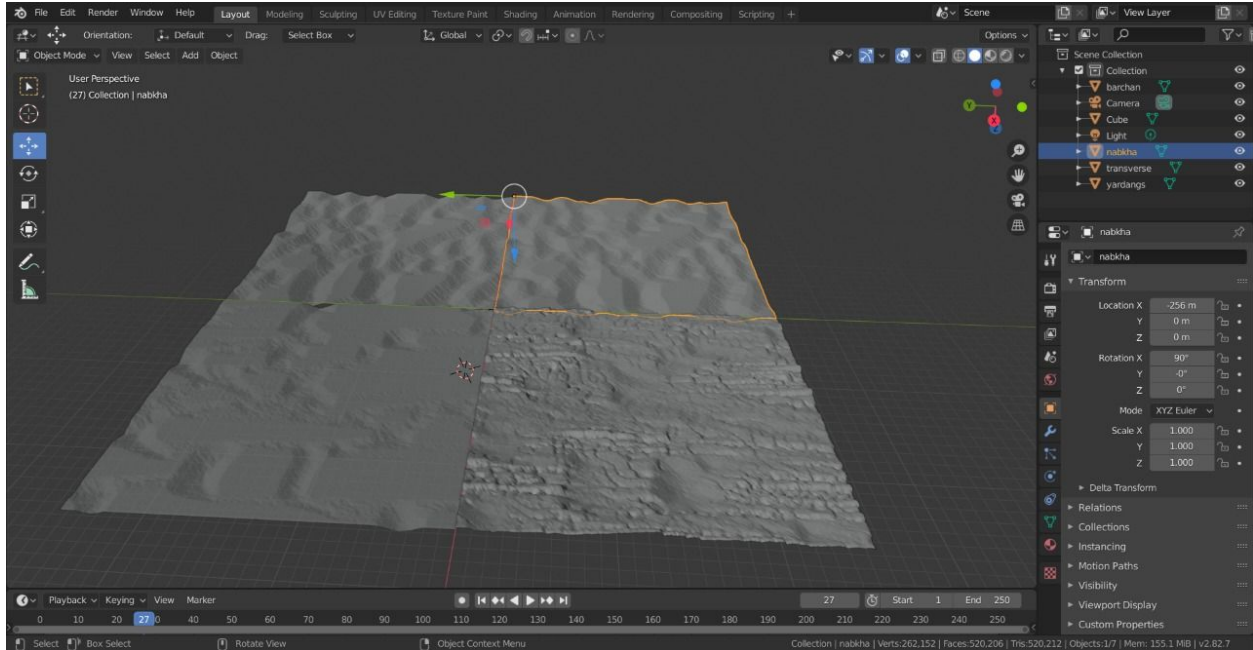 File Edit Render Window Help Layout Modeling Sculpting UV Editing Texture Paint Shading Animation Rendering Compositing Scripting + Scene View Layer
Orientation: Default Drag: Select Box Global Options
Object Mode View Select Add Object
User Perspective
(27) Collection | nabkha
Y
X
Scene Collection
Collection
barchan
Camera
Cube
Light
nabkha
transverse
yardangs
nabkha
nabkha
Transform
Location X -256 m
Y 0 m
Z 0 m
Rotation X 90°
Y -0°
Z 0°
Mode XYZ Euler
Scale X 1.000
Y 1.000
Z 1.000
Delta Transform
Relations
Collections
Instancing
Motion Paths
Visibility
Viewport Display
Custom Properties
Playback Keying View Marker 27 Start 1 End 250
0 10 20 27 0 40 50 60 70 80 90 100 110 120 130 140 150 160 170 180 190 200 210 220 230 240 250
Select Box Select Rotate View Object Context Menu Collection | nabkha | Verts:262,152 | Faces:520,206 | Tris:520,212 | Objects:1/7 | Mem: 155.1 MiB | v2.82.7